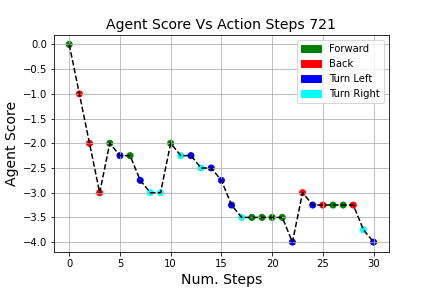 Agent Score Vs Action Steps 721
Forward
Back
Turn Left
Turn Right
Agent Score
0.0
−0.5
−1.0
−1.5
−2.0
−2.5
−3.0
−3.5
−4.0
0 5 10 15 20 25 30
Num. Steps